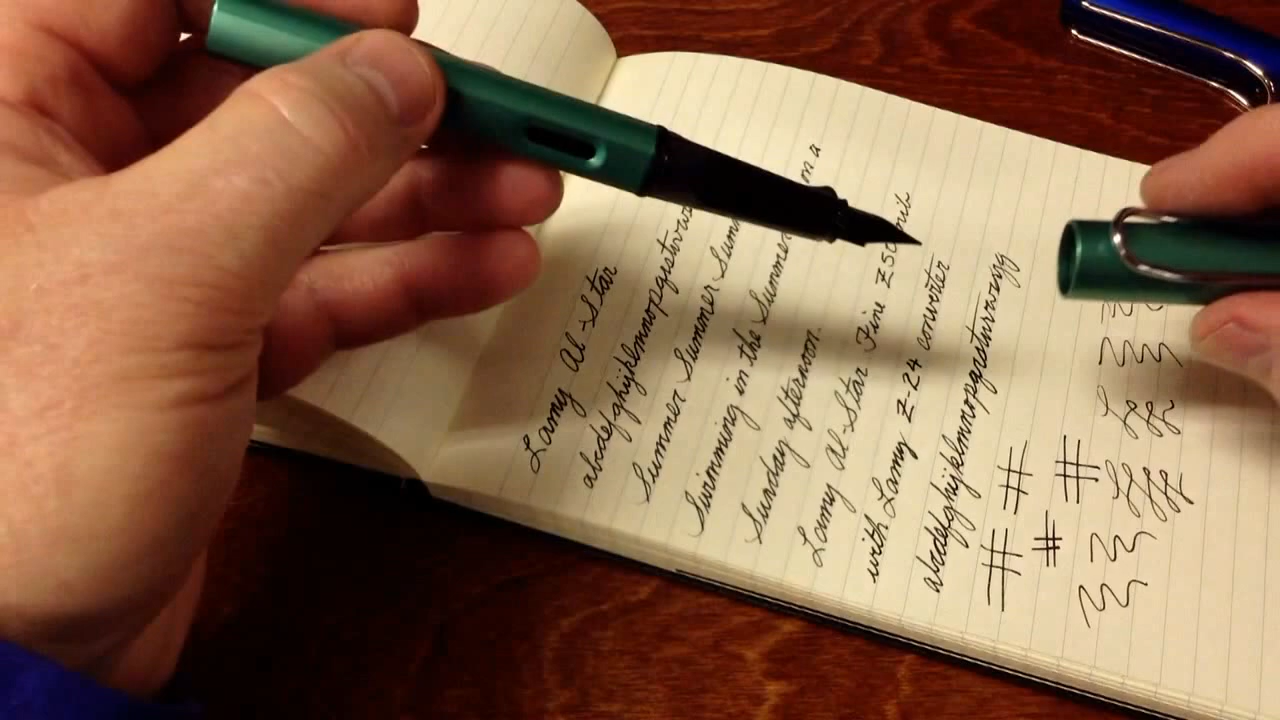 Lamy Al-Star
abcdefghijklmnopqrstuvw
Summer Summer Summer Summ
Swimming in the Summer on a
Sunday afternoon.
Lamy Al-Star Fine Z50 nib
with Lamy Z-24 converter
abcdefghijklmnopqrstuvwxyz
# #
# #